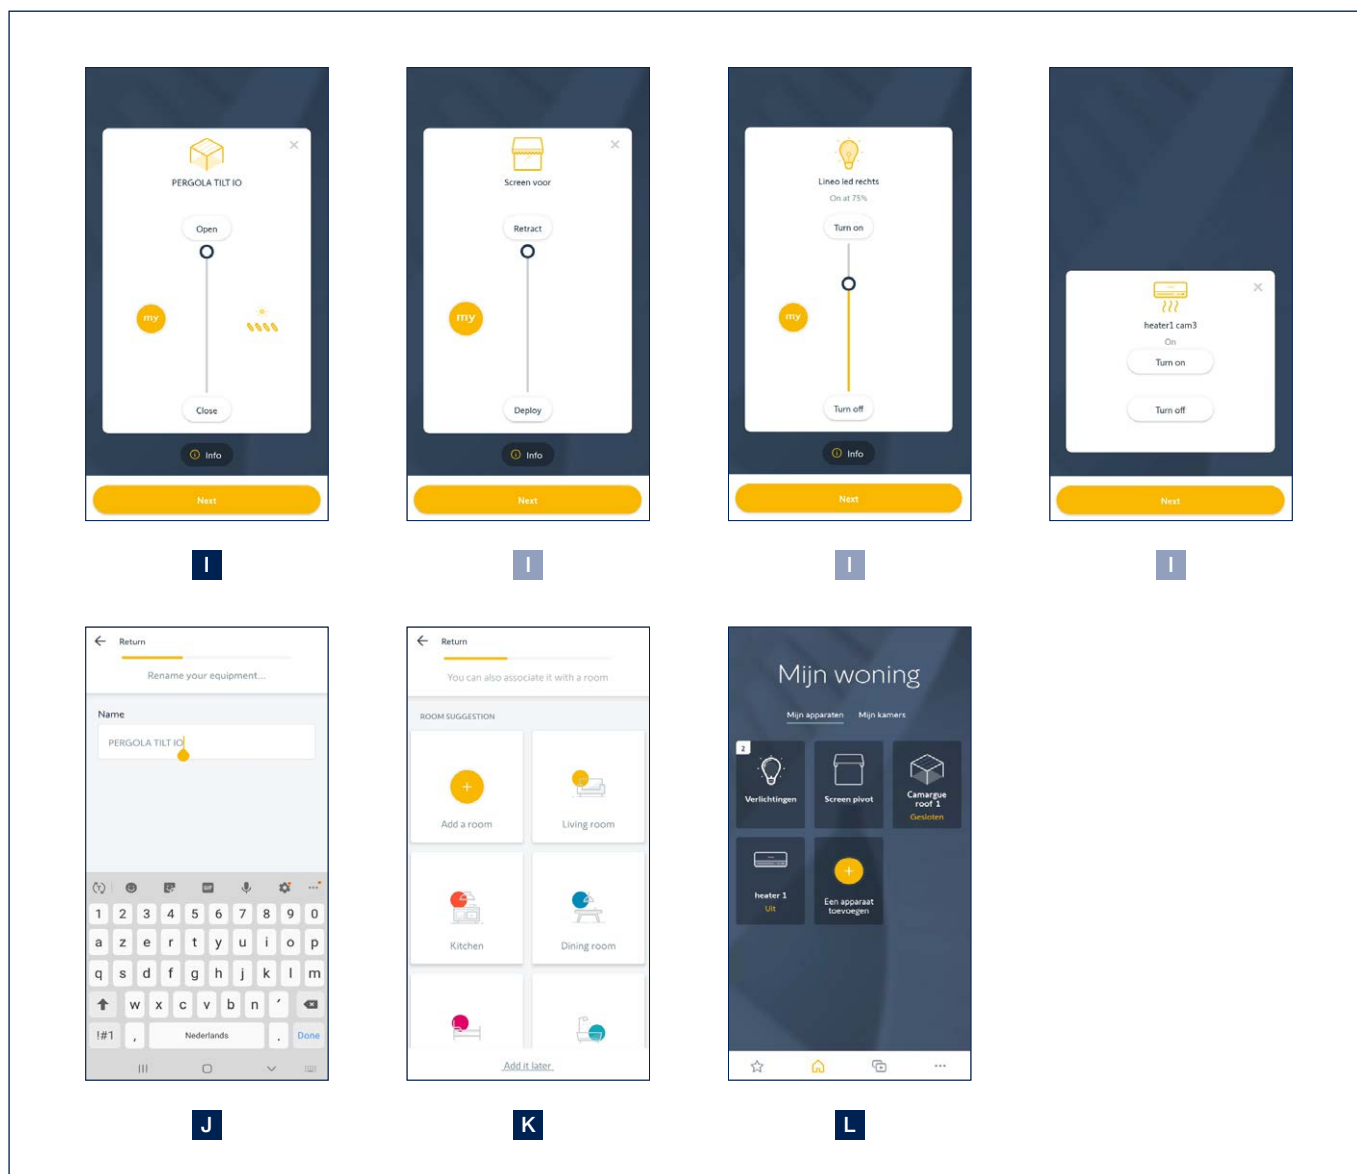 PERGOLA TILT IO
Open
my
Close
Info
Next
I
Screen voor
Retract
my
Deploy
Info
Next
I
Lineo led rechts
On at 75%
Turn on
my
Turn off
Info
Next
I
heater1 cam3
On
Turn on
Turn off
Next
I
Return
Rename your equipment...
Name
PERGOLA TILT IO
GIF
1 2 3 4 5 6 7 8 9 0
a z e r t y u i o p
q s d f g h j k l m
w x c v b n ´
!#1 , Nederlands . Done
J
Return
You can also associate it with a room
ROOM SUGGESTION
Add a room
Living room
Kitchen
Dining room
Add it later
K
Mijn woning
Mijn apparaten Mijn kamers
2
Verlichtingen
Screen pivot
Camargue
roof 1
Gesloten
heater 1
Uit
Een apparaat
toevoegen
L